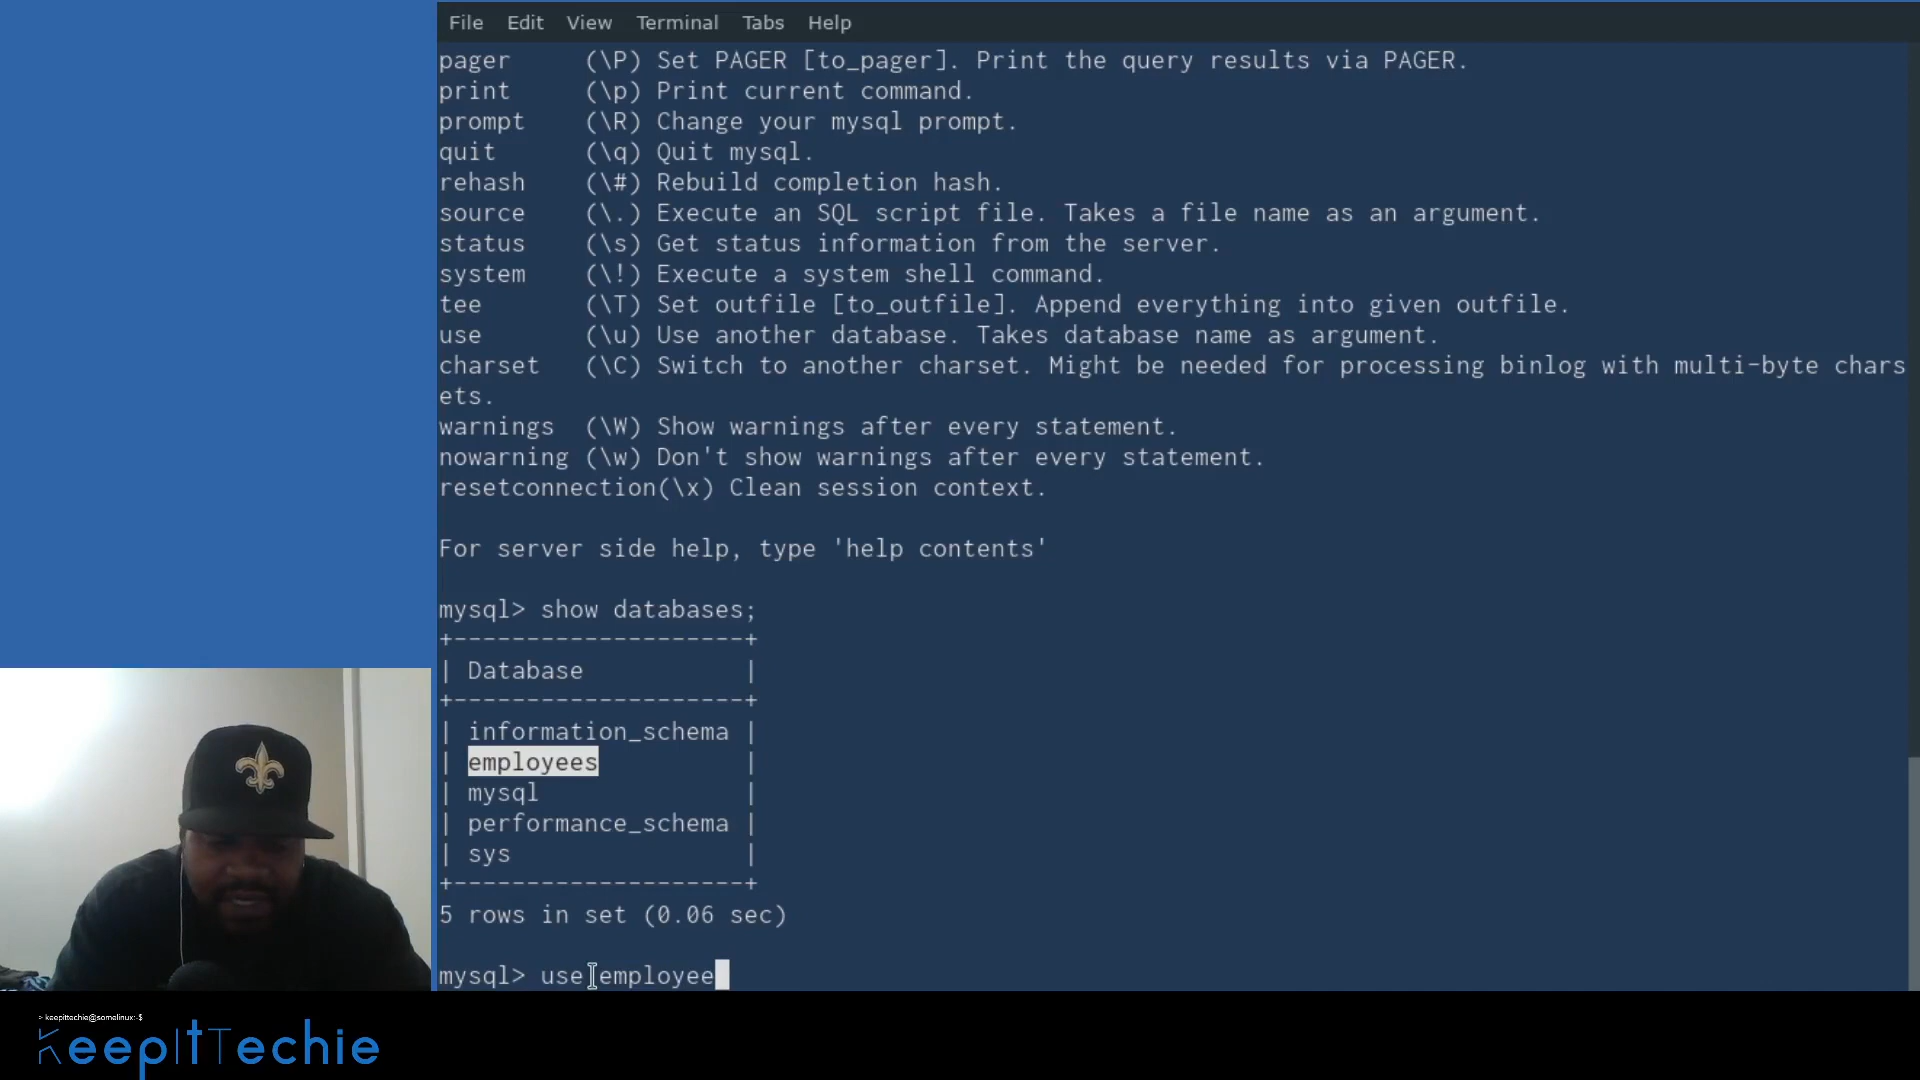 File Edit View Terminal Tabs Help
pager (\P) Set PAGER [to_pager]. Print the query results via PAGER.
print (\p) Print current command.
prompt (\R) Change your mysql prompt.
quit (\q) Quit mysql.
rehash (\#) Rebuild completion hash.
source (\.) Execute an SQL script file. Takes a file name as an argument.
status (\s) Get status information from the server.
system (\!) Execute a system shell command.
tee (\T) Set outfile [to_outfile]. Append everything into given outfile.
use (\u) Use another database. Takes database name as argument.
charset (\C) Switch to another charset. Might be needed for processing binlog with multi-byte chars
ets.
warnings (\W) Show warnings after every statement.
nowarning (\w) Don't show warnings after every statement.
resetconnection(\x) Clean session context.
For server side help, type 'help contents'
mysql> show databases;
+--------------------+
| Database |
+--------------------+
| information_schema |
| employees |
| mysql |
| performance_schema |
| sys |
+--------------------+
5 rows in set (0.06 sec)
mysql> use employee
> keepittechie@somelinux:~$
KeepItTechie